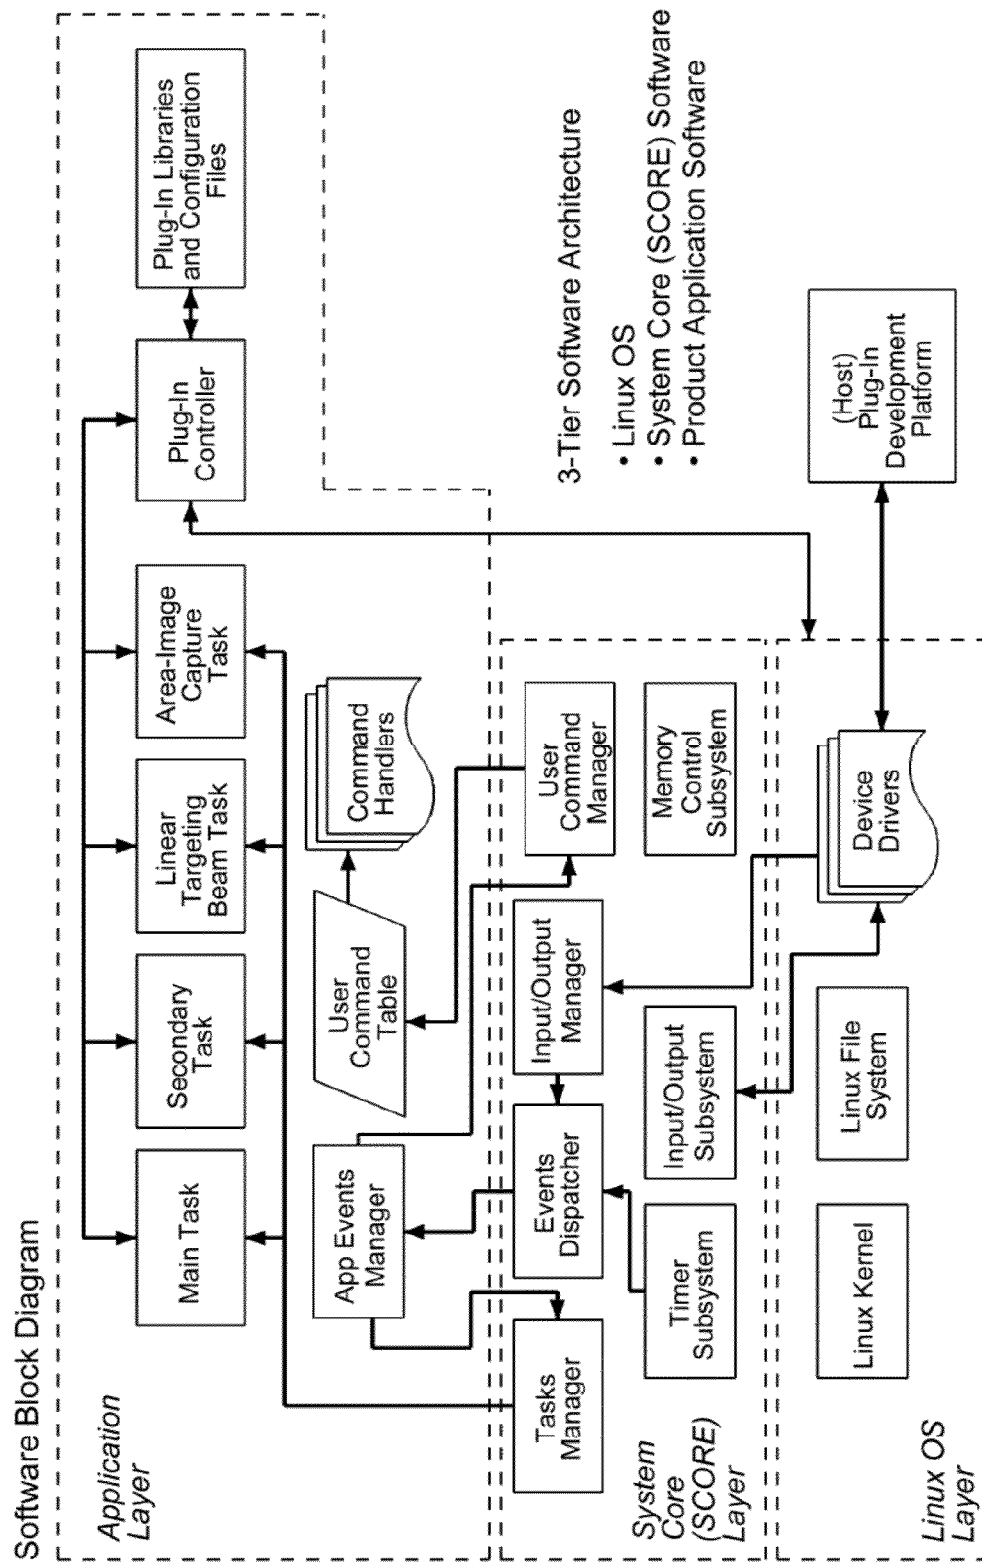 Software Block Diagram
Application
Layer
Main Task
Secondary
Task
Linear
Targeting
Beam Task
Area-Image
Capture
Task
Plug-In
Controller
Plug-In Libraries
and Configuration
Files
App Events
Manager
User
Command
Table
Command
Handlers
System
Core
(SCORE)
Layer
Tasks
Manager
Events
Dispatcher
Input/Output
Manager
User
Command
Manager
Timer
Subsystem
Input/Output
Subsystem
Memory
Control
Subsystem
3-Tier Software Architecture
• Linux OS
• System Core (SCORE) Software
• Product Application Software
Linux OS
Layer
Linux Kernel
Linux File
System
Device
Drivers
(Host)
Plug-In
Development
Platform